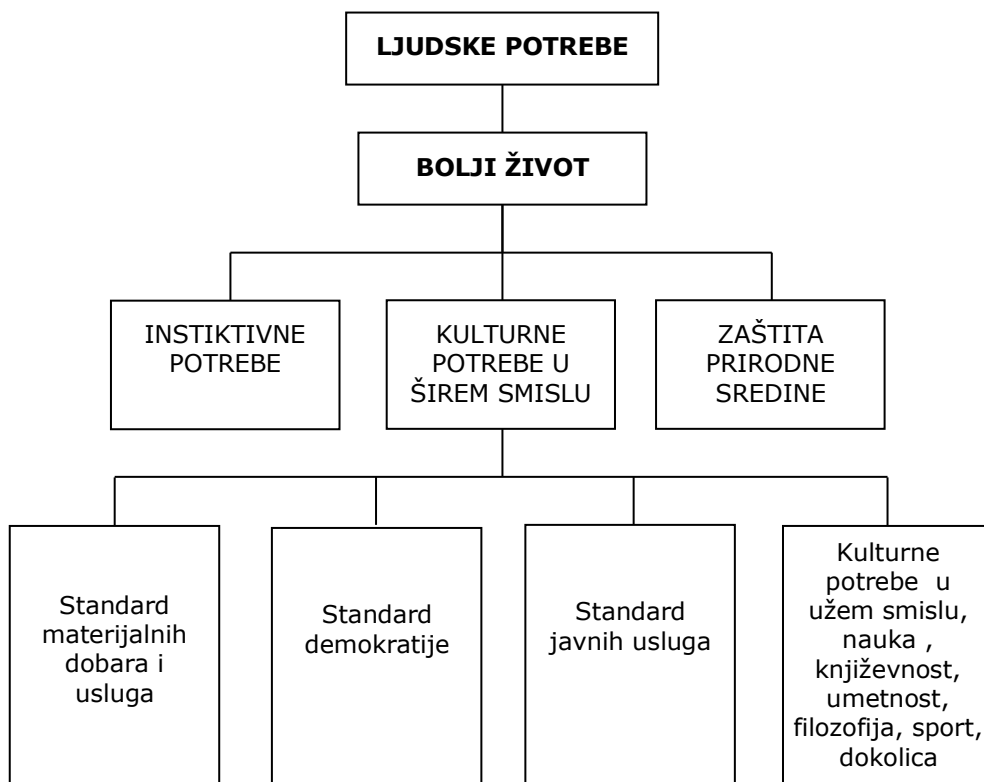 LJUDSKE POTREBE
BOLJI ŽIVOT
INSTIKTIVNE
POTREBE
KULTURNE
POTREBE U
ŠIREM SMISLU
ZAŠTITA
PRIRODNE
SREDINE
Standard
materijalnih
dobara i
usluga
Standard
demokratije
Standard
javnih usluga
Kulturne
potrebe u
užem smislu,
nauka ,
književnost,
umetnost,
filozofija, sport,
dokolica